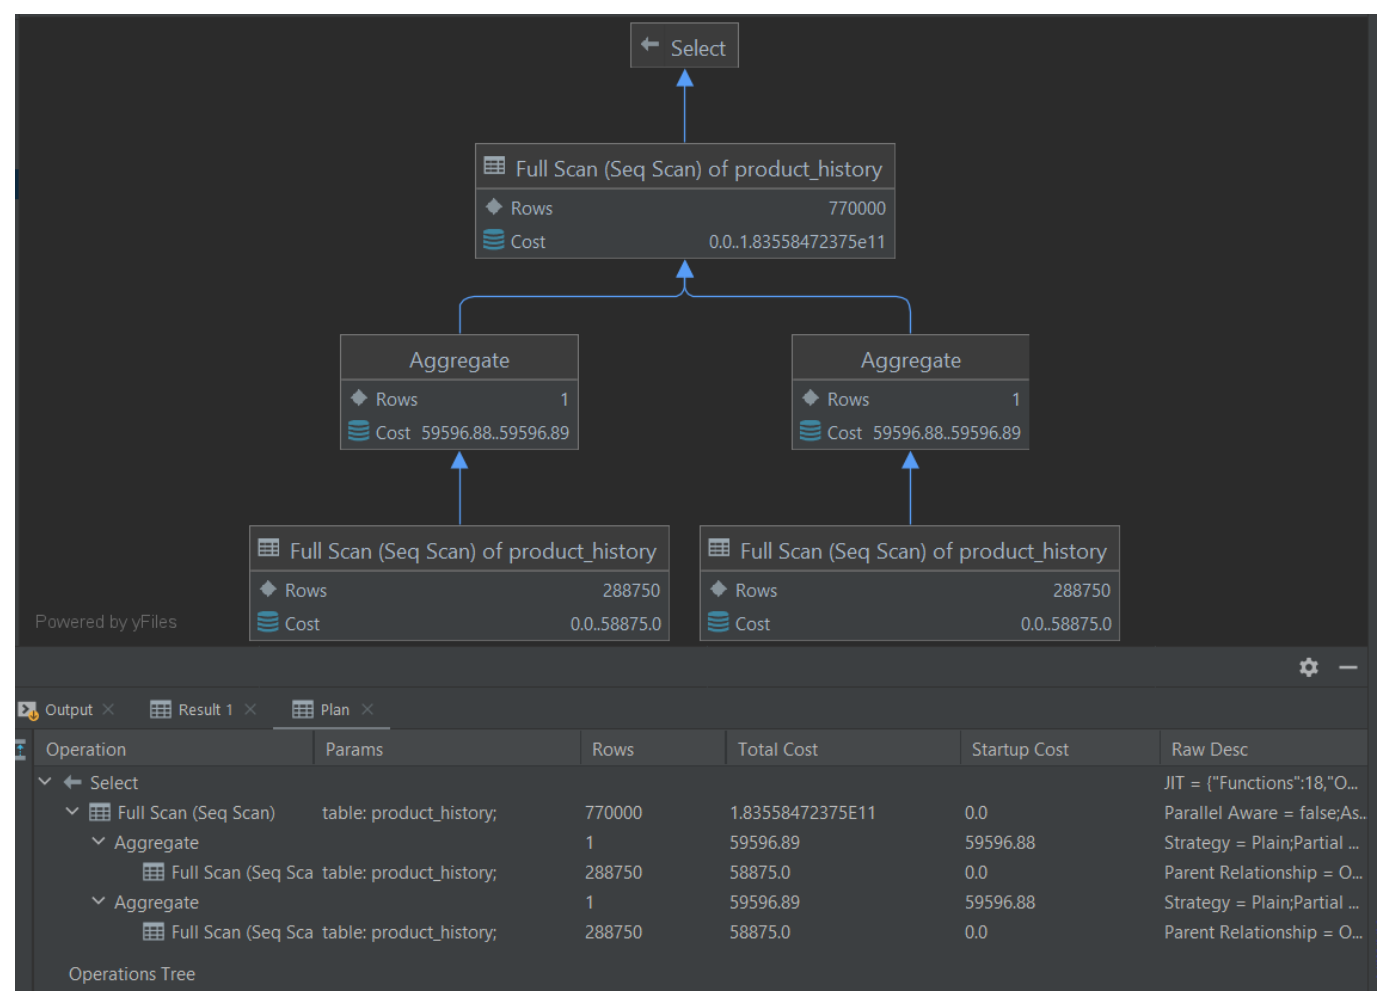 Select
Full Scan (Seq Scan) of product_history
Rows 770000
Cost 0.0..1.83558472375e11
Aggregate Aggregate
Rows 1 Rows 1
Cost 59596.88..59596.89 Cost 59596.88..59596.89
Full Scan (Seq Scan) of product_history Full Scan (Seq Scan) of product_history
Rows 288750 Rows 288750
Powered by yFiles Cost 0.0..58875.0 Cost 0.0..58875.0
Output Result 1 Plan
Operation Params Rows Total Cost Startup Cost Raw Desc
Select JIT = {"Functions":18,"O...
Full Scan (Seq Scan) table: product_history; 770000 1.83558472375E11 0.0 Parallel Aware = false;As...
Aggregate 1 59596.89 59596.88 Strategy = Plain;Partial ...
Full Scan (Seq Sca table: product_history; 288750 58875.0 0.0 Parent Relationship = O...
Aggregate 1 59596.89 59596.88 Strategy = Plain;Partial ...
Full Scan (Seq Sca table: product_history; 288750 58875.0 0.0 Parent Relationship = O...
Operations Tree